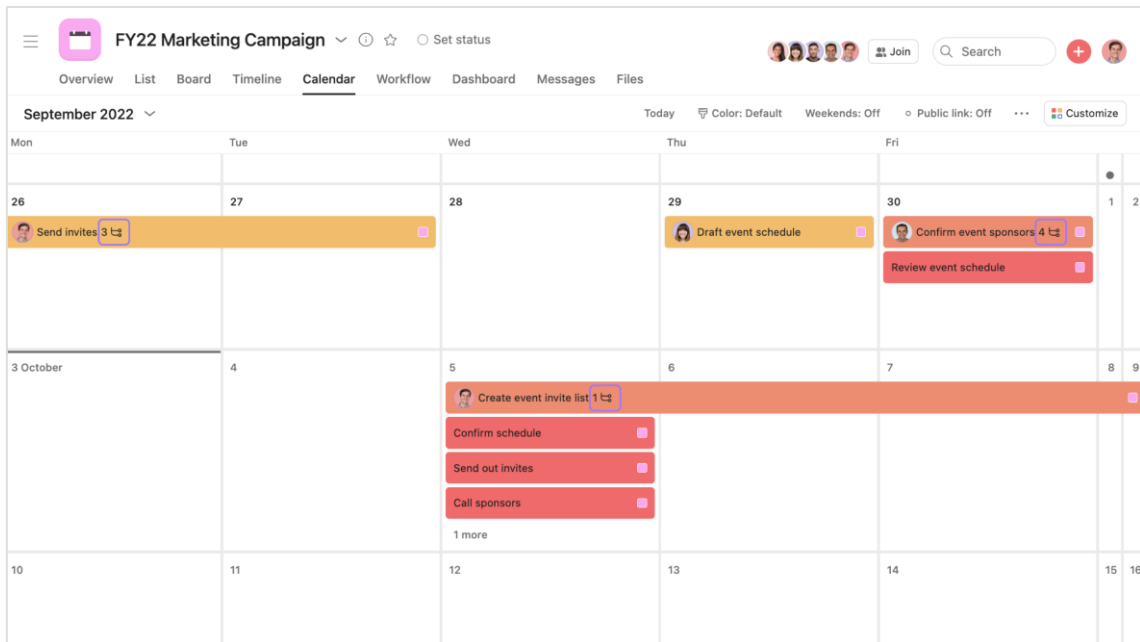 FY22 Marketing Campaign
Set status
Join
Search
Overview List Board Timeline Calendar Workflow Dashboard Messages Files
September 2022
Today Color: Default Weekends: Off Public link: Off Customize
Mon Tue Wed Thu Fri
26 27 28 29 30 1 2
Send invites 3
Draft event schedule
Confirm event sponsors 4
Review event schedule
3 October 4 5 6 7 8 9
Create event invite list 1
Confirm schedule
Send out invites
Call sponsors
1 more
10 11 12 13 14 15 16